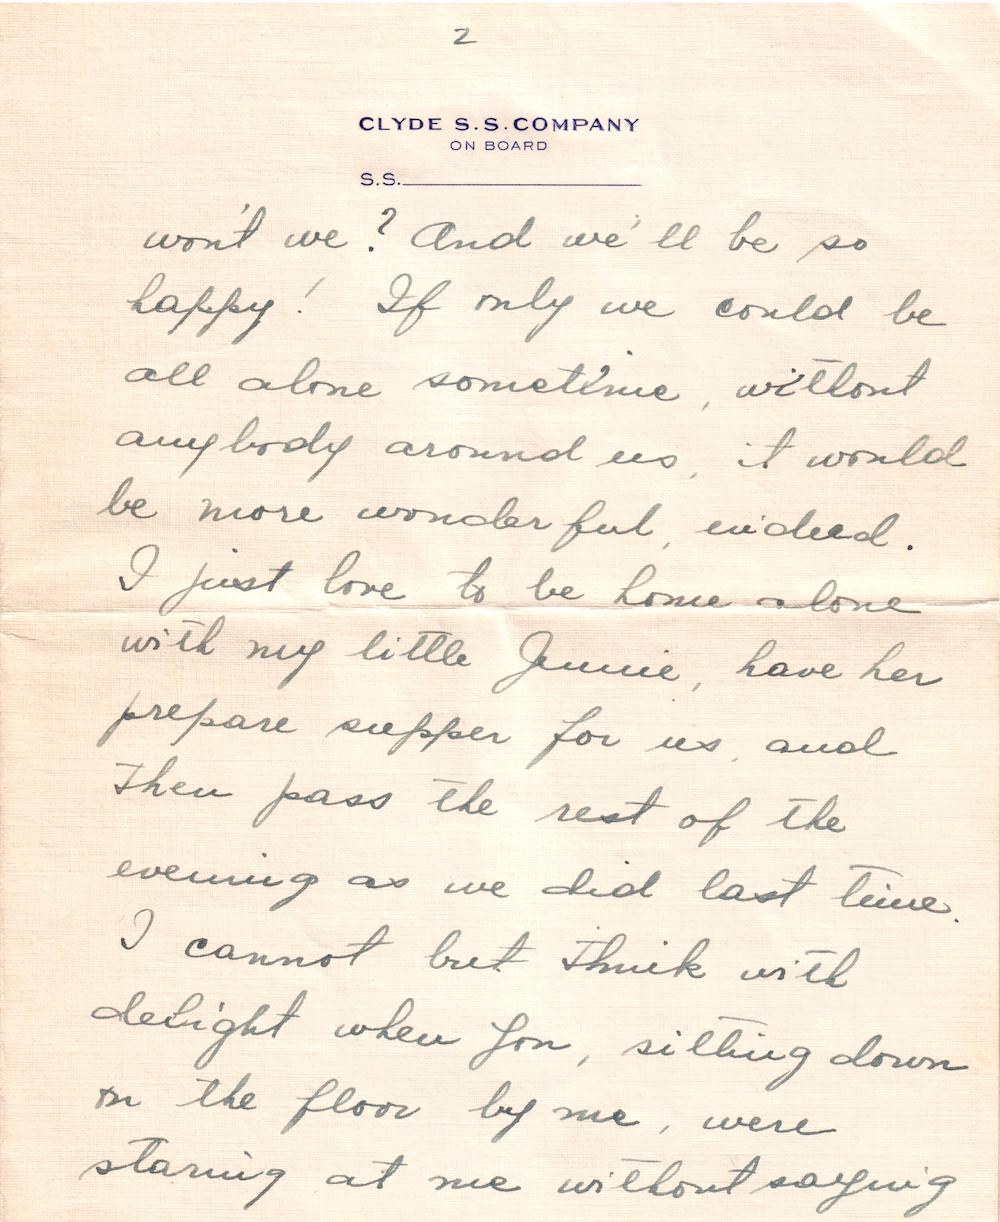 2
CLYDE S.S. COMPANY
ON BOARD
S.S.
won't we? And we'll be so
happy! If only we could be
all alone sometime, without
anybody around us, it would
be more wonderful, indeed.
I just love to be home alone
with my little Jennie, have her
prepare supper for us, and
then pass the rest of the
evening as we did last time.
I cannot but think with
delight when you, sitting down
on the floor by me, were
staring at me without saying